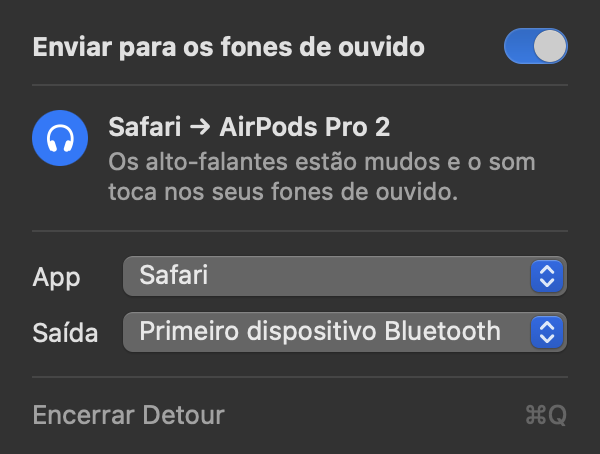 Enviar para os fones de ouvido
Safari → AirPods Pro 2
Os alto-falantes estão mudos e o som
toca nos seus fones de ouvido.
App Safari
Saída Primeiro dispositivo Bluetooth
Encerrar Detour ⌘Q